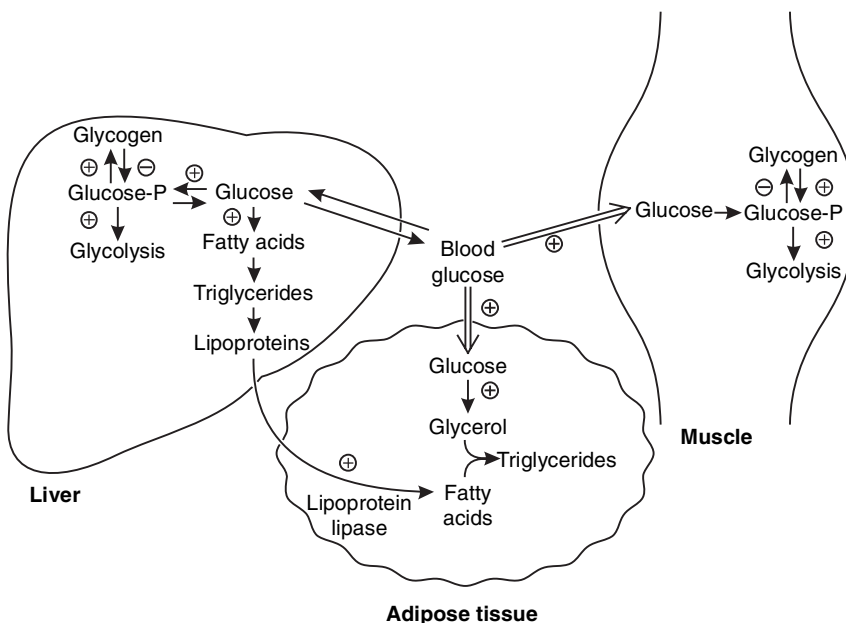 Glycogen
⊕ ⊖
Glucose-P
⊕
Glycolysis
⊕
Glucose
⊕
Fatty acids
Triglycerides
Lipoproteins
Liver
Blood
glucose
⊕
⊕
Glucose
⊕
Glycerol
Triglycerides
Fatty
acids
⊕
Lipoprotein
lipase
Adipose tissue
Glucose
Glycogen
⊖ ⊕
Glucose-P
⊕
Glycolysis
Muscle